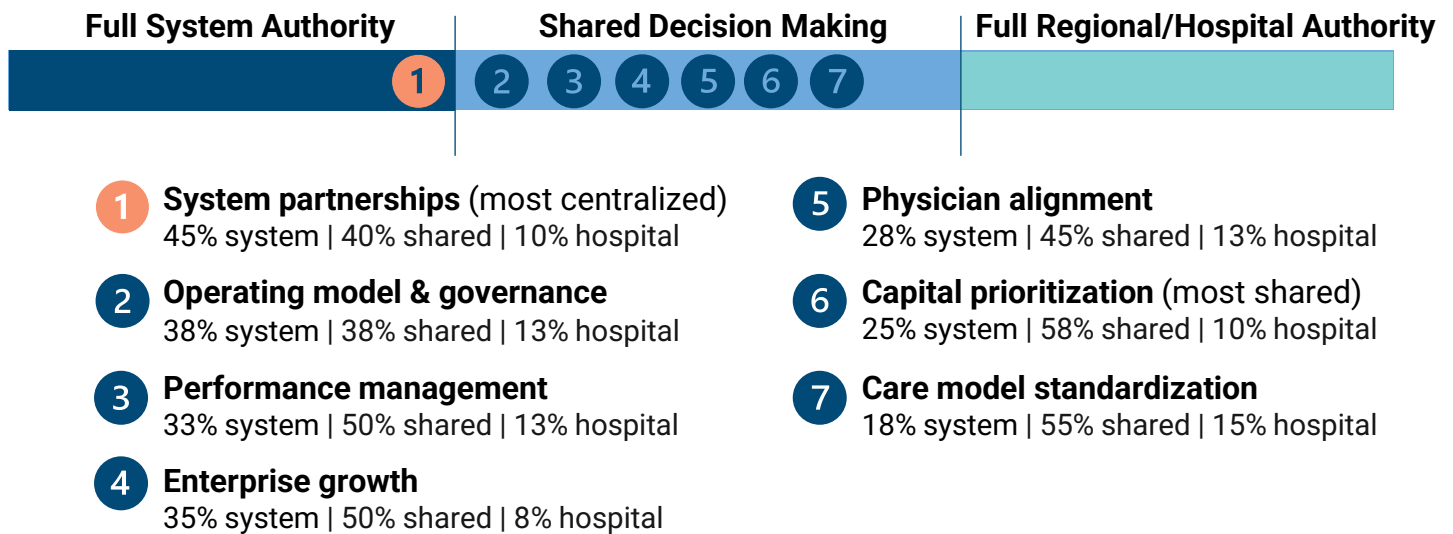 Full System Authority
Shared Decision Making
Full Regional/Hospital Authority
1 2 3 4 5 6 7
1 System partnerships (most centralized)
45% system | 40% shared | 10% hospital
2 Operating model & governance
38% system | 38% shared | 13% hospital
3 Performance management
33% system | 50% shared | 13% hospital
4 Enterprise growth
35% system | 50% shared | 8% hospital
5 Physician alignment
28% system | 45% shared | 13% hospital
6 Capital prioritization (most shared)
25% system | 58% shared | 10% hospital
7 Care model standardization
18% system | 55% shared | 15% hospital